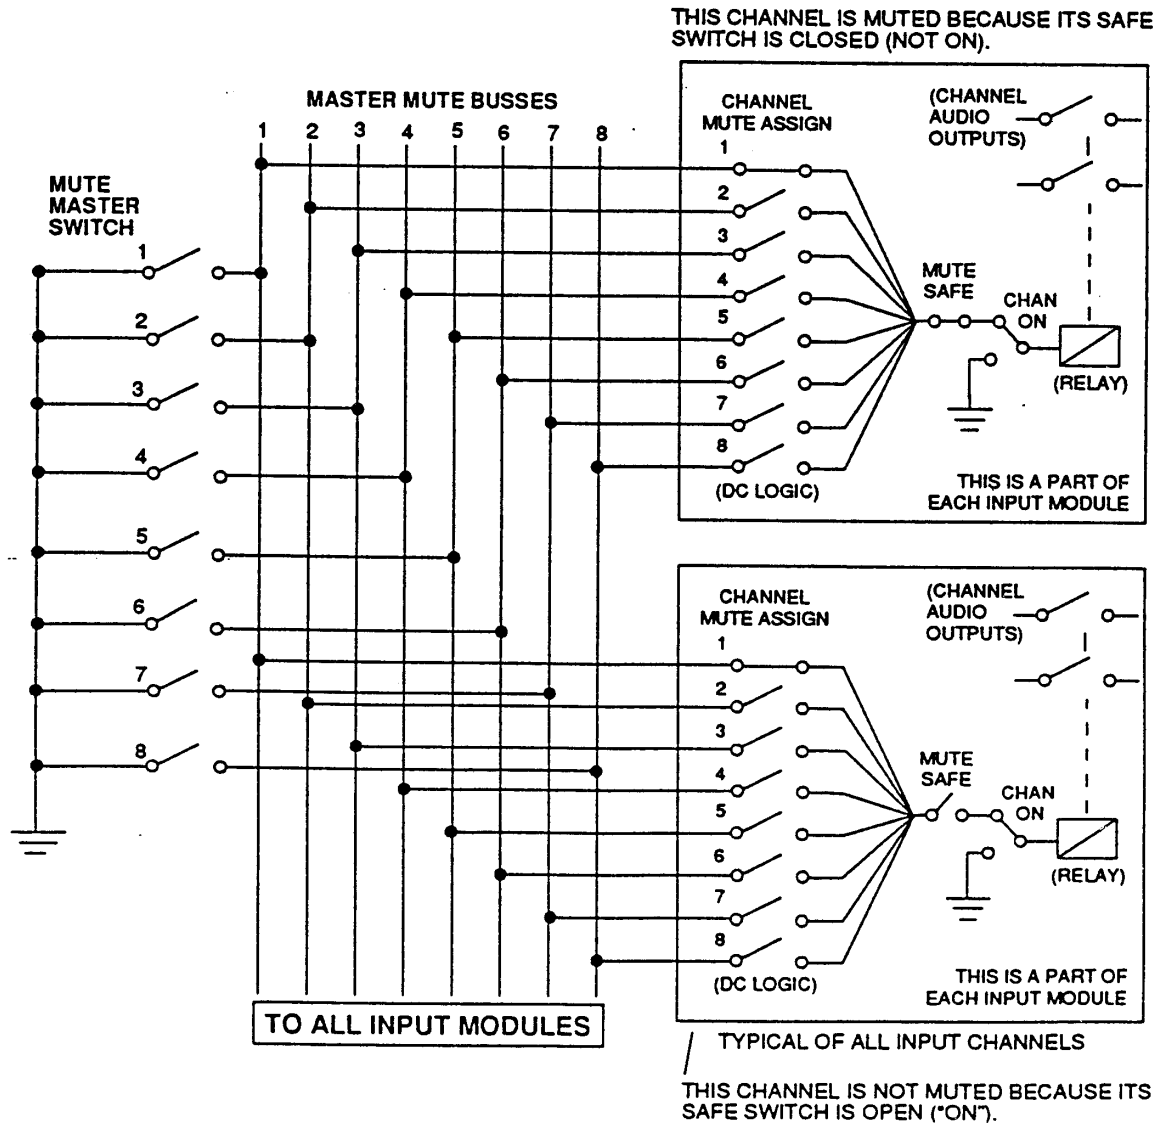 THIS CHANNEL IS MUTED BECAUSE ITS SAFE
SWITCH IS CLOSED (NOT ON).
MASTER MUTE BUSSES
1 2 3 4 5 6 7 8
MUTE
MASTER
SWITCH
1
2
3
4
5
6
7
8
CHANNEL
MUTE ASSIGN
1
2
3
4
5
6
7
8
(DC LOGIC)
(CHANNEL
AUDIO
OUTPUTS)
MUTE
SAFE
CHAN
ON
(RELAY)
THIS IS A PART OF
EACH INPUT MODULE
CHANNEL
MUTE ASSIGN
1
2
3
4
5
6
7
8
(DC LOGIC)
(CHANNEL
AUDIO
OUTPUTS)
MUTE
SAFE
CHAN
ON
(RELAY)
THIS IS A PART OF
EACH INPUT MODULE
TO ALL INPUT MODULES
TYPICAL OF ALL INPUT CHANNELS
THIS CHANNEL IS NOT MUTED BECAUSE ITS
SAFE SWITCH IS OPEN ("ON").